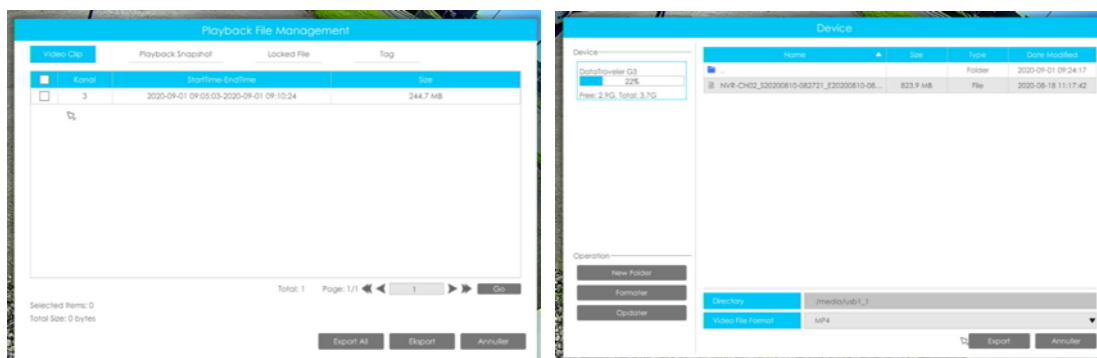 Playback File Management
Video Clip Playback Snapshot Locked File Tag
Kanal StartTime-EndTime Size
3 2020-09-01 09:05:03-2020-09-01 09:10:24 244.7 MB
Total: 1 Page: 1/1 1 Go
Selected Items: 0
Total Size: 0 bytes
Export All Eksport Annuller
Device
Device
DataTraveler G3
22%
Free: 2.9G, Total: 3.7G
Name Size Type Date Modified
.. Folder 2020-09-01 09:24:17
NVR-CH02_S20200810-082721_E20200810-08... 823.9 MB File 2020-08-18 11:17:42
Operation
New Folder
Formater
Opdater
Directory /media/usb1_1
Video File Format MP4
Export Annuller